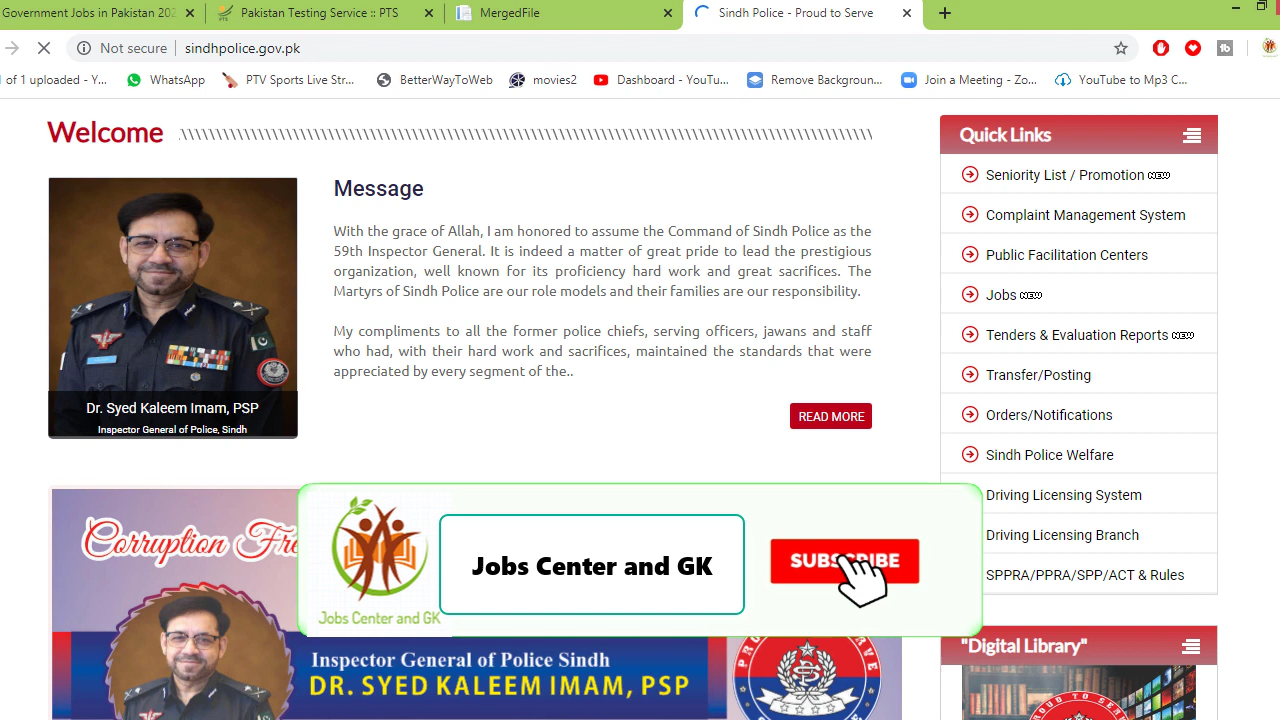 Government Jobs in Pakistan 202
Pakistan Testing Service :: PTS
MergedFile
Sindh Police - Proud to Serve
Not secure
sindhpolice.gov.pk
of 1 uploaded - Y...
WhatsApp
PTV Sports Live Str...
BetterWayToWeb
movies2
Dashboard - YouTu...
Remove Backgroun...
Join a Meeting - Zo...
YouTube to Mp3 C...
Welcome
Message
With the grace of Allah, I am honored to assume the Command of Sindh Police as the
59th Inspector General. It is indeed a matter of great pride to lead the prestigious
organization, well known for its proficiency hard work and great sacrifices. The
Martyrs of Sindh Police are our role models and their families are our responsibility.
My compliments to all the former police chiefs, serving officers, jawans and staff
who had, with their hard work and sacrifices, maintained the standards that were
appreciated by every segment of the..
READ MORE
Dr. Syed Kaleem Imam, PSP
Inspector General of Police, Sindh
Quick Links
Seniority List / Promotion NEW
Complaint Management System
Public Facilitation Centers
Jobs NEW
Tenders & Evaluation Reports NEW
Transfer/Posting
Orders/Notifications
Sindh Police Welfare
Driving Licensing System
Driving Licensing Branch
SPPRA/PPRA/SPP/ACT & Rules
"Digital Library"
PROUD TO SERVE
Corruption Fre
Jobs Center and GK
Jobs Center and GK
SUBSCRIBE
Inspector General of Police Sindh
DR. SYED KALEEM IMAM, PSP